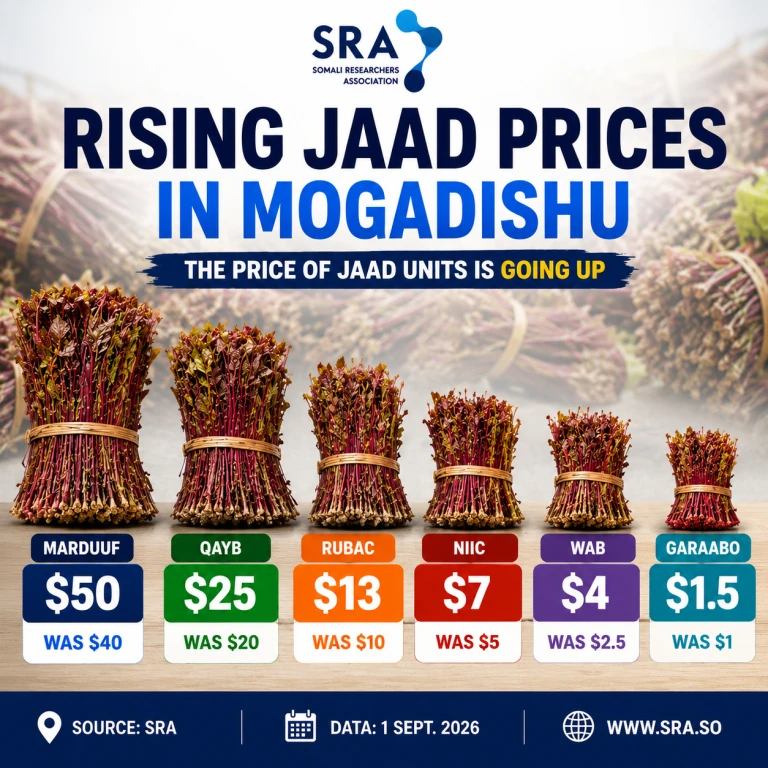 SRA
SOMALI RESEARCHERS
ASSOCIATION
RISING JAAD PRICES
IN MOGADISHU
THE PRICE OF JAAD UNITS IS GOING UP
MARDUUF
$50
WAS $40
QAYB
$25
WAS $20
RUBAC
$13
WAS $10
NIIC
$7
WAS $5
WAB
$4
WAS $2.5
GARAABO
$1.5
WAS $1
SOURCE: SRA
DATA: 1 SEPT. 2026
WWW.SRA.SO